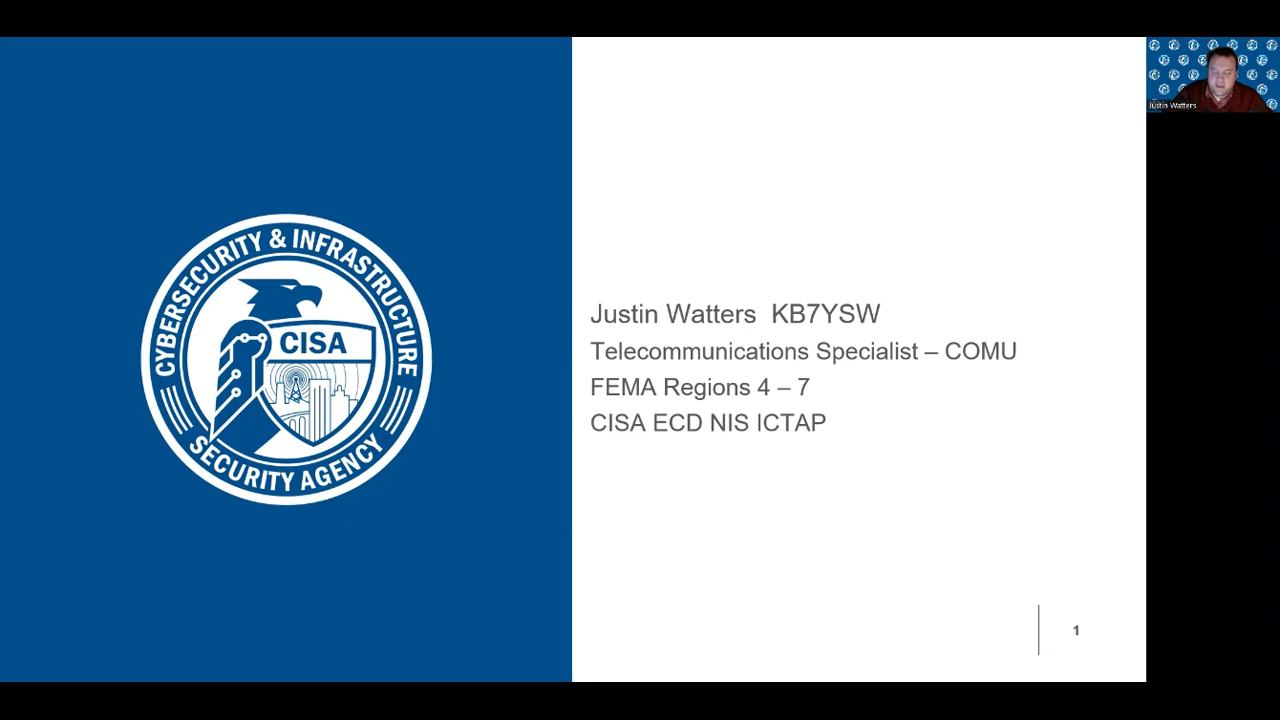 CYBERSECURITY & INFRASTRUCTURE
SECURITY AGENCY
CISA
Justin Watters  KB7YSW
Telecommunications Specialist – COMU
FEMA Regions 4 – 7
CISA ECD NIS ICTAP
1
Justin Watters